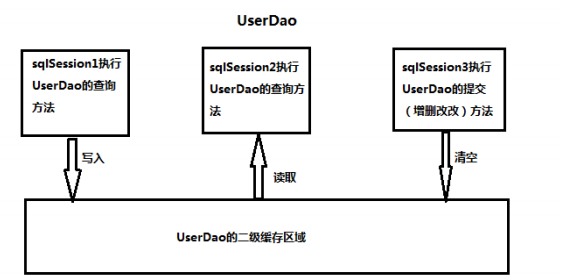 UserDao
sqlSession1执行
UserDao的查询
方法
sqlSession2执行
UserDao的查询方
法
sqlSession3执行
UserDao的提交
（增删改改）方法
写入
读取
清空
UserDao的二级缓存区域